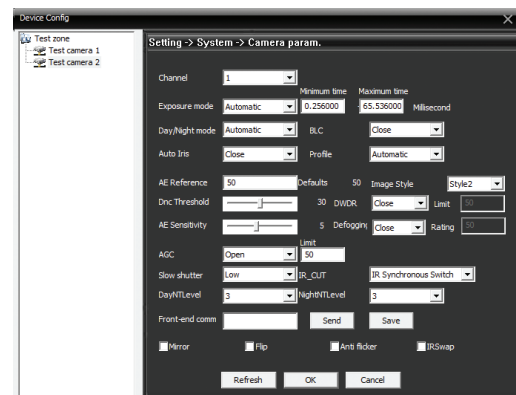 Device Config
Test zone
Test camera 1
Test camera 2
Setting -> System -> Camera param.
Channel 1
Minimum time Maximum time
Exposure mode Automatic 0.256000 - 65.536000 Millisecond
Day/Night mode Automatic BLC Close
Auto Iris Close Profile Automatic
AE Reference 50 Defaults 50 Image Style Style2
Dnc Threshold 30 DWDR Close Limit 50
AE Sensitivity 5 Defogging Close Rating 50
Limit
AGC Open 50
Slow shutter Low IR_CUT IR Synchronous Switch
DayNTLevel 3 NightNTLevel 3
Front-end comm Send Save
Mirror Flip Anti flicker IRSwap
Refresh OK Cancel